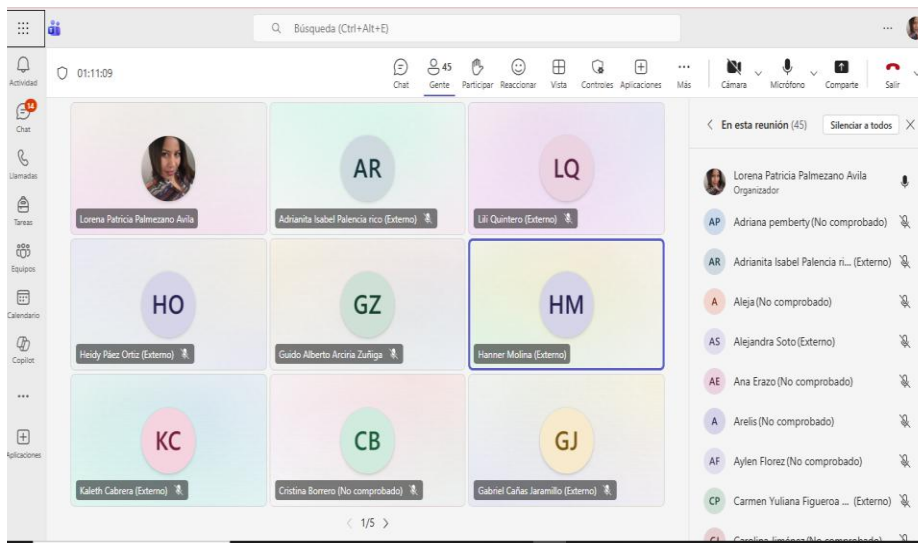 Búsqueda (Ctrl+Alt+E)
01:11:09
Chat
45
Gente
Participar
Reaccionar
Vista
Controles
Aplicaciones
Más
Cámara
Micrófono
Comparte
Salir
Actividad
14
Chat
Llamadas
Tareas
Equipos
Calendario
Copilot
Aplicaciones
Lorena Patricia Palmezano Avila
AR
Adrianita Isabel Palencia rico (Externo)
LQ
Lili Quintero (Externo)
HO
Heidy Páez Ortiz (Externo)
GZ
Guido Alberto Arciria Zuñiga
HM
Hanner Molina (Externo)
KC
Kaleth Cabrera (Externo)
CB
Cristina Borrero (No comprobado)
GJ
Gabriel Cañas Jaramillo (Externo)
1/5
En esta reunión (45)
Silenciar a todos
Lorena Patricia Palmezano Avila
Organizador
AP Adriana pemberty (No comprobado)
AR Adrianita Isabel Palencia ri... (Externo)
A Aleja (No comprobado)
AS Alejandra Soto (Externo)
AE Ana Erazo (No comprobado)
A Arelis (No comprobado)
AF Aylen Florez (No comprobado)
CP Carmen Yuliana Figueroa ... (Externo)
CJ Carolina Jiménez (No comprobado)